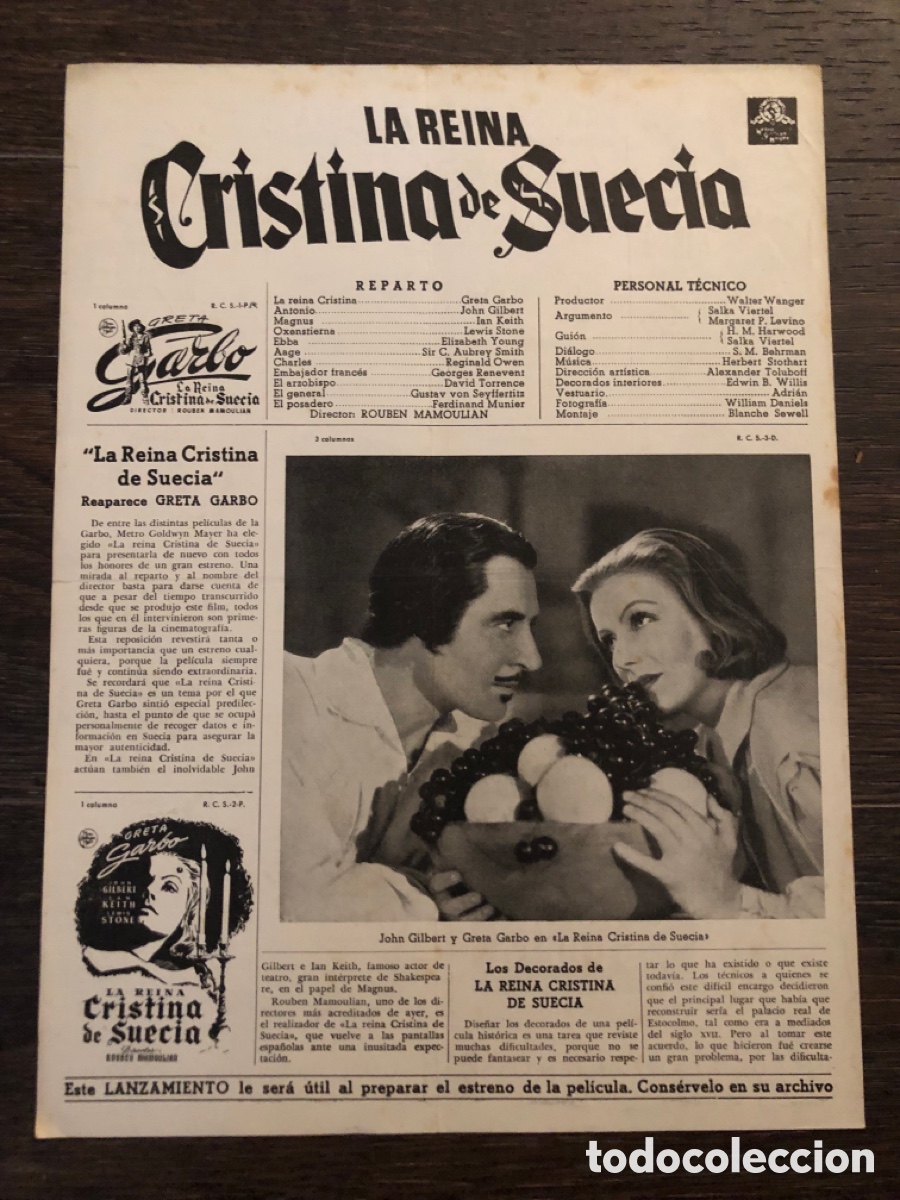 LA REINA
Cristina de Suecia
1 columna R. C. S.-1-P.
GRETA
Garbo
La Reina
Cristina de Suecia
DIRECTOR : ROUBEN MAMOULIAN
REPARTO
La reina Cristina Greta Garbo
Antonio John Gilbert
Magnus Ian Keith
Oxenstierna Lewis Stone
Ebba Elizabeth Young
Aage Sir C. Aubrey Smith
Charles Reginald Owen
Embajador francés Georges Renevent
El arzobispo David Torrence
El general Gustav von Seyffertitz
El posadero Ferdinand Munier
Director: ROUBEN MAMOULIAN
PERSONAL TÉCNICO
Productor Walter Wanger
Argumento { Salka Viertel
Margaret P. Levino
Guión { H. M. Harwood
Salka Viertel
Diálogo S. M. Behrman
Música Herbert Stothart
Dirección artística Alexander Toluboff
Decorados interiores Edwin B. Willis
Vestuario Adrián
Fotografía William Daniels
Montaje Blanche Sewell
"La Reina Cristina
de Suecia"
Reaparece GRETA GARBO
De entre las distintas películas de la
Garbo, Metro Goldwyn Mayer ha ele-
gido «La reina Cristina de Suecia»
para presentarla de nuevo con todos
los honores de un gran estreno. Una
mirada al reparto y al nombre del
director basta para darse cuenta de
que a pesar del tiempo transcurrido
desde que se produjo este film, todos
los que en él intervinieron son prime-
ras figuras de la cinematografía.
Esta reposición revestirá tanta o
más importancia que un estreno cual-
quiera, porque la película siempre
fué y continúa siendo extraordinaria.
Se recordará que «La reina Cristi-
na de Suecia» es un tema por el que
Greta Garbo sintió especial predilec-
ción, hasta el punto de que se ocupá
personalmente de recoger datos e in-
formación en Suecia para asegurar la
mayor autenticidad.
En «La reina Cristina de Suecia»
actúan también el inolvidable John
1 columna R. C. S.-2-P.
GRETA
Garbo
JOHN
GILBERT
IAN
KEITH
LEWIS
STONE
LA REINA
Cristina
de Suecia
Director
ROUBEN MAMOULIAN
3 columnas R. C. S.-3-D.
John Gilbert y Greta Garbo en «La Reina Cristina de Suecia»
Gilbert e Ian Keith, famoso actor de
teatro, gran intérprete de Shakespea
re, en el papel de Magnus.
Rouben Mamoulian, uno de los di-
rectores más acreditados de ayer, es
el realizador de «La reina Cristina de
Suecia», que vuelve a las pantallas
españolas ante una inusitada expec-
tación.
Los Decorados de
LA REINA CRISTINA
DE SUECIA
Diseñar los decorados de una pelí-
cula histórica es una tarea que reviste
muchas dificultades, porque no se
puede fantasear y es necesario respe-
tar lo que ha existido o que existe
todavía. Los técnicos a quienes se
confió este difícil encargo decidieron
que el principal lugar que había que
reconstruir sería el palacio real de
Estocolmo, tal como era a mediados
del siglo XVII. Pero al tomar este
acuerdo, lo que hicieron fué crearse
un gran problema, por las dificulta-
Este LANZAMIENTO le será útil al preparar el estreno de la película. Consérvelo en su archivo
todocoleccion